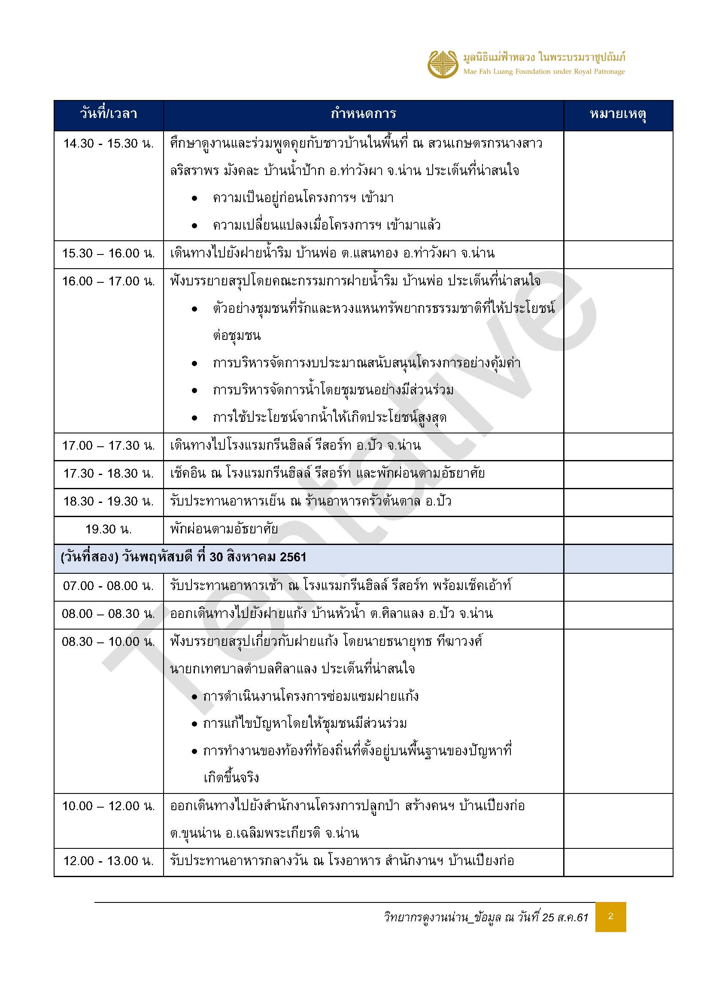 มูลนิธิแม่ฟ้าหลวง ในพระบรมราชูปถัมภ์
Mae Fah Luang Foundation under Royal Patronage
วันที่/เวลา กำหนดการ หมายเหตุ
14.30 - 15.30 น. ศึกษาดูงานและร่วมพูดคุยกับชาวบ้านในพื้นที่ ณ สวนเกษตรกรนางสาว
ลริสราพร มังคละ บ้านน้ำป้าก อ.ท่าวังผา จ.น่าน ประเด็นที่น่าสนใจ
• ความเป็นอยู่ก่อนโครงการฯ เข้ามา
• ความเปลี่ยนแปลงเมื่อโครงการฯ เข้ามาแล้ว
15.30 – 16.00 น. เดินทางไปยังฝายน้ำริม บ้านพ่อ ต.แสนทอง อ.ท่าวังผา จ.น่าน
16.00 – 17.00 น. ฟังบรรยายสรุปโดยคณะกรรมการฝายน้ำริม บ้านพ่อ ประเด็นที่น่าสนใจ
• ตัวอย่างชุมชนที่รักและหวงแหนทรัพยากรธรรมชาติที่ให้ประโยชน์
ต่อชุมชน
• การบริหารจัดการงบประมาณสนับสนุนโครงการอย่างคุ้มค่า
• การบริหารจัดการน้ำโดยชุมชนอย่างมีส่วนร่วม
• การใช้ประโยชน์จากน้ำให้เกิดประโยชน์สูงสุด
17.00 – 17.30 น. เดินทางไปโรงแรมกรีนฮิลล์ รีสอร์ท อ.ปัว จ.น่าน
17.30 - 18.30 น. เช็คอิน ณ โรงแรมกรีนฮิลล์ รีสอร์ท และพักผ่อนตามอัธยาศัย
18.30 - 19.30 น. รับประทานอาหารเย็น ณ ร้านอาหารครัวต้นตาล อ.ปัว
19.30 น. พักผ่อนตามอัธยาศัย
(วันที่สอง) วันพฤหัสบดี ที่ 30 สิงหาคม 2561
07.00 - 08.00 น. รับประทานอาหารเช้า ณ โรงแรมกรีนฮิลล์ รีสอร์ท พร้อมเช็คเอ้าท์
08.00 – 08.30 น. ออกเดินทางไปยังฝายแก้ง บ้านหัวน้ำ ต.ศิลาแลง อ.ปัว จ.น่าน
08.30 – 10.00 น. ฟังบรรยายสรุปเกี่ยวกับฝายแก้ง โดยนายธนายุทธ ทีฆาวงศ์
นายกเทศบาลตำบลศิลาแลง ประเด็นที่น่าสนใจ
• การดำเนินงานโครงการซ่อมแซมฝายแก้ง
• การแก้ไขปัญหาโดยให้ชุมชนมีส่วนร่วม
• การทำงานของท้องที่ท้องถิ่นที่ตั้งอยู่บนพื้นฐานของปัญหาที่
เกิดขึ้นจริง
10.00 – 12.00 น. ออกเดินทางไปยังสำนักงานโครงการปลูกป่า สร้างคนฯ บ้านเปียงก่อ
ต.ขุนน่าน อ.เฉลิมพระเกียรติ จ.น่าน
12.00 - 13.00 น. รับประทานอาหารกลางวัน ณ โรงอาหาร สำนักงานฯ บ้านเปียงก่อ
Tentative
วิทยากรดูงานน่าน_ข้อมูล ณ วันที่ 25 ส.ค.61 2